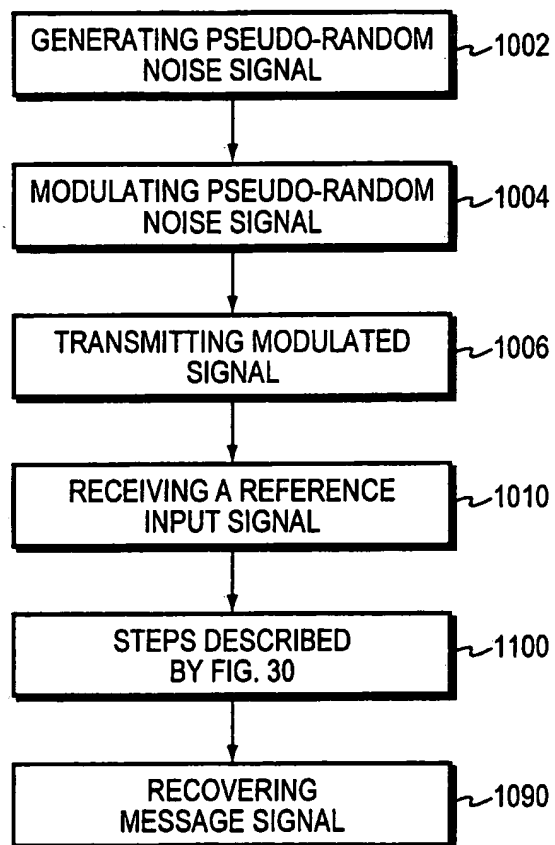 GENERATING PSEUDO-RANDOM
NOISE SIGNAL
1002
MODULATING PSEUDO-RANDOM
NOISE SIGNAL
1004
TRANSMITTING MODULATED
SIGNAL
1006
RECEIVING A REFERENCE
INPUT SIGNAL
1010
STEPS DESCRIBED
BY FIG. 30
1100
RECOVERING
MESSAGE SIGNAL
1090